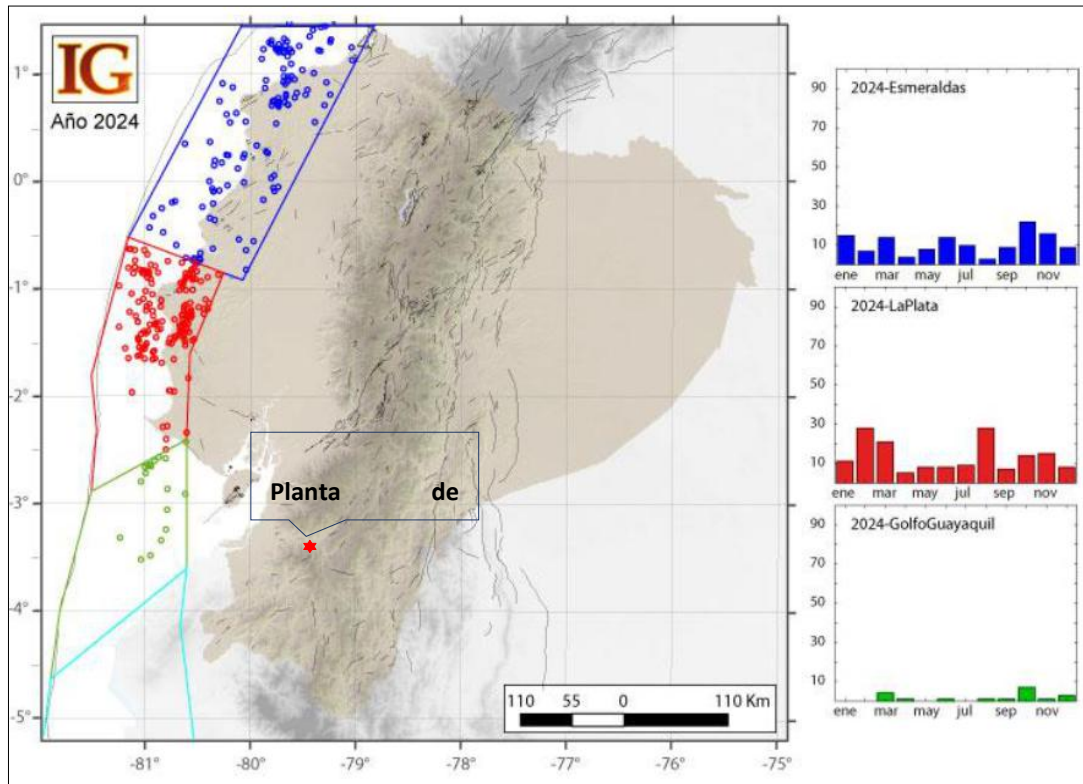 IG
Año 2024
1°
0°
-1°
-2°
-3°
-4°
-5°
-81°
-80°
-79°
-78°
-77°
-76°
-75°
Planta de
110 55 0 110 Km
2024-Esmeraldas
90
70
50
30
10
ene mar may jul sep nov
2024-LaPlata
90
70
50
30
10
ene mar may jul sep nov
2024-GolfoGuayaquil
90
70
50
30
10
ene mar may jul sep nov